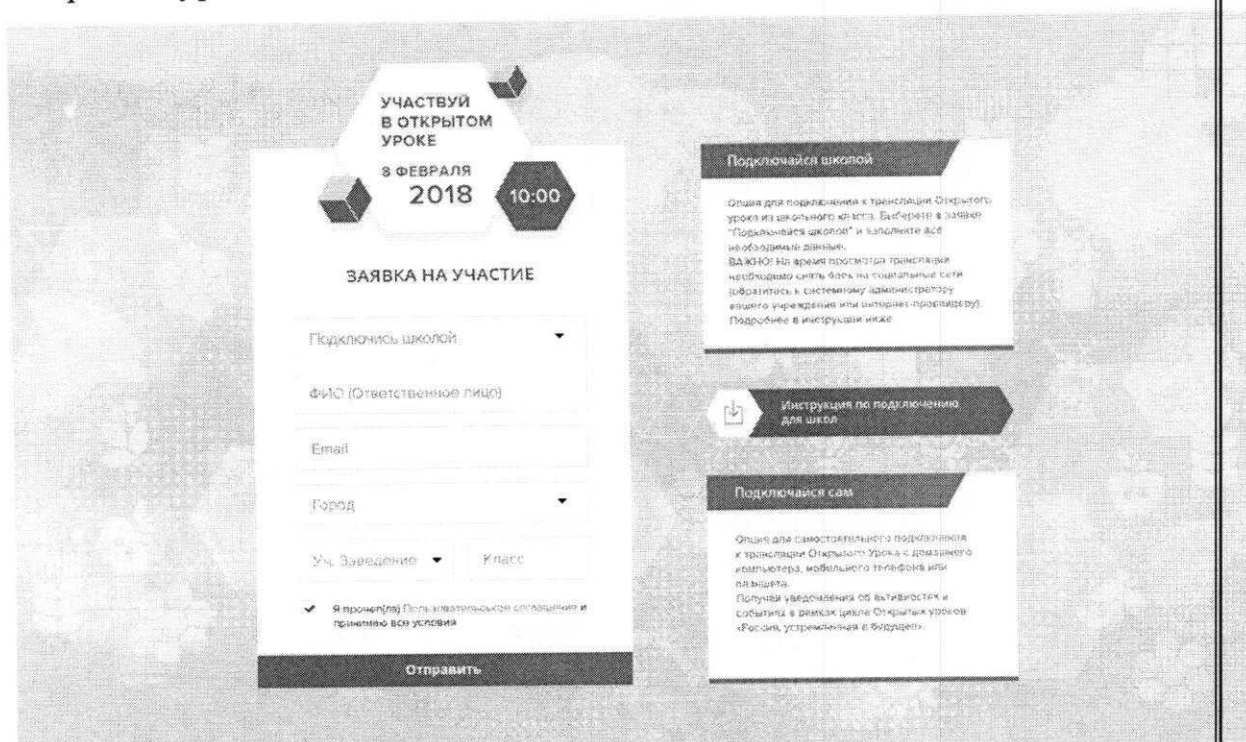 УЧАСТВУЙ
В ОТКРЫТОМ
УРОКЕ
8 ФЕВРАЛЯ
2018
10:00
ЗАЯВКА НА УЧАСТИЕ
Подключись школой
ФИО (Ответственное лицо)
Email
Город
Уч. Заведение
Класс
Я прочел(ла) Пользовательское соглашение и
принимаю все условия
Отправить
Подключайся школой
Опция для подключения к трансляции Открытого
урока из школьного класса. Выберете в заявке
"Подключайся школой" и заполните все
необходимые данные.
ВАЖНО! На время просмотра трансляции
необходимо снять блок на социальные сети
(обратитесь к системному администратору
вашего учреждения или интернет-провайдеру).
Подробнее в инструкции ниже
Инструкция по подключению
для школ
Подключайся сам
Опция для самостоятельного подключения
к трансляции Открытого Урока с домашнего
компьютера, мобильного телефона или
планшета.
Получай уведомления об активностях и
событиях в рамках цикла Открытых уроков
«Россия, устремленная в будущее».